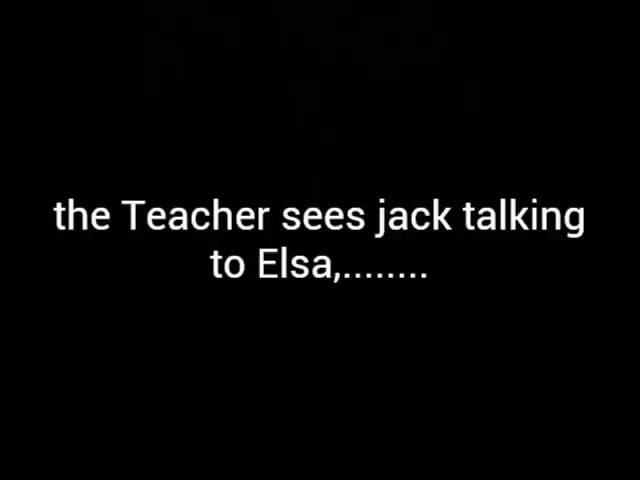 the Teacher sees jack talking
to Elsa,........